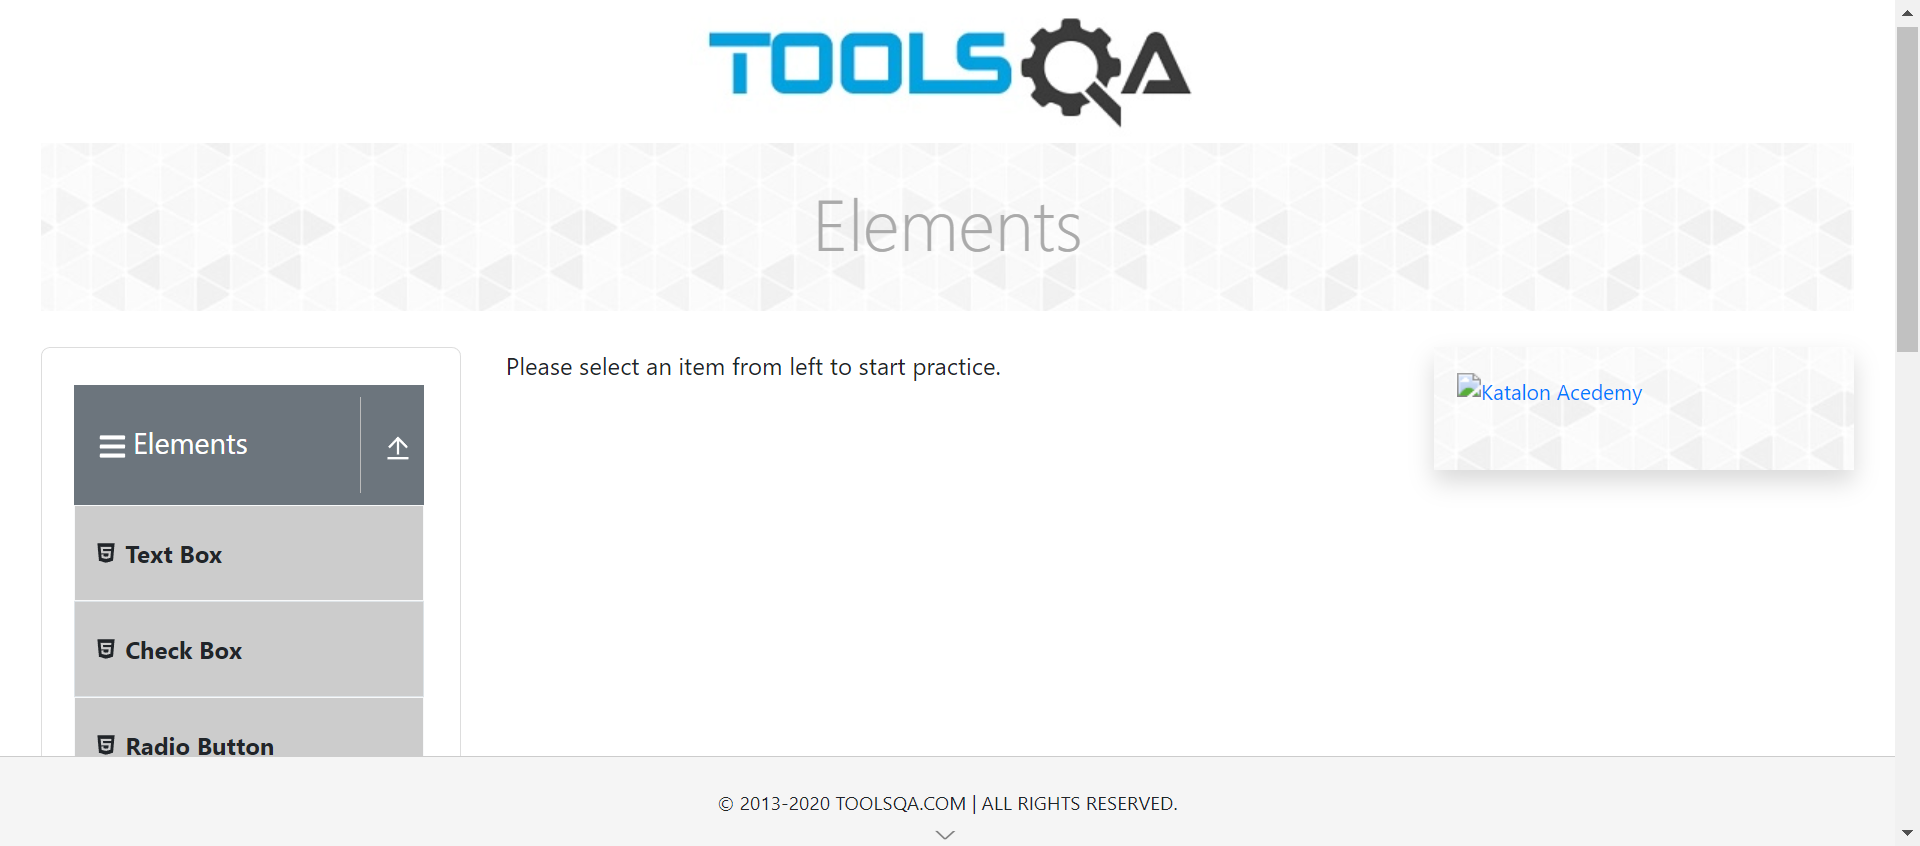 TOOLSQA
Elements
Elements
Text Box
Check Box
Radio Button
Please select an item from left to start practice.
Katalon Acedemy
© 2013-2020 TOOLSQA.COM | ALL RIGHTS RESERVED.